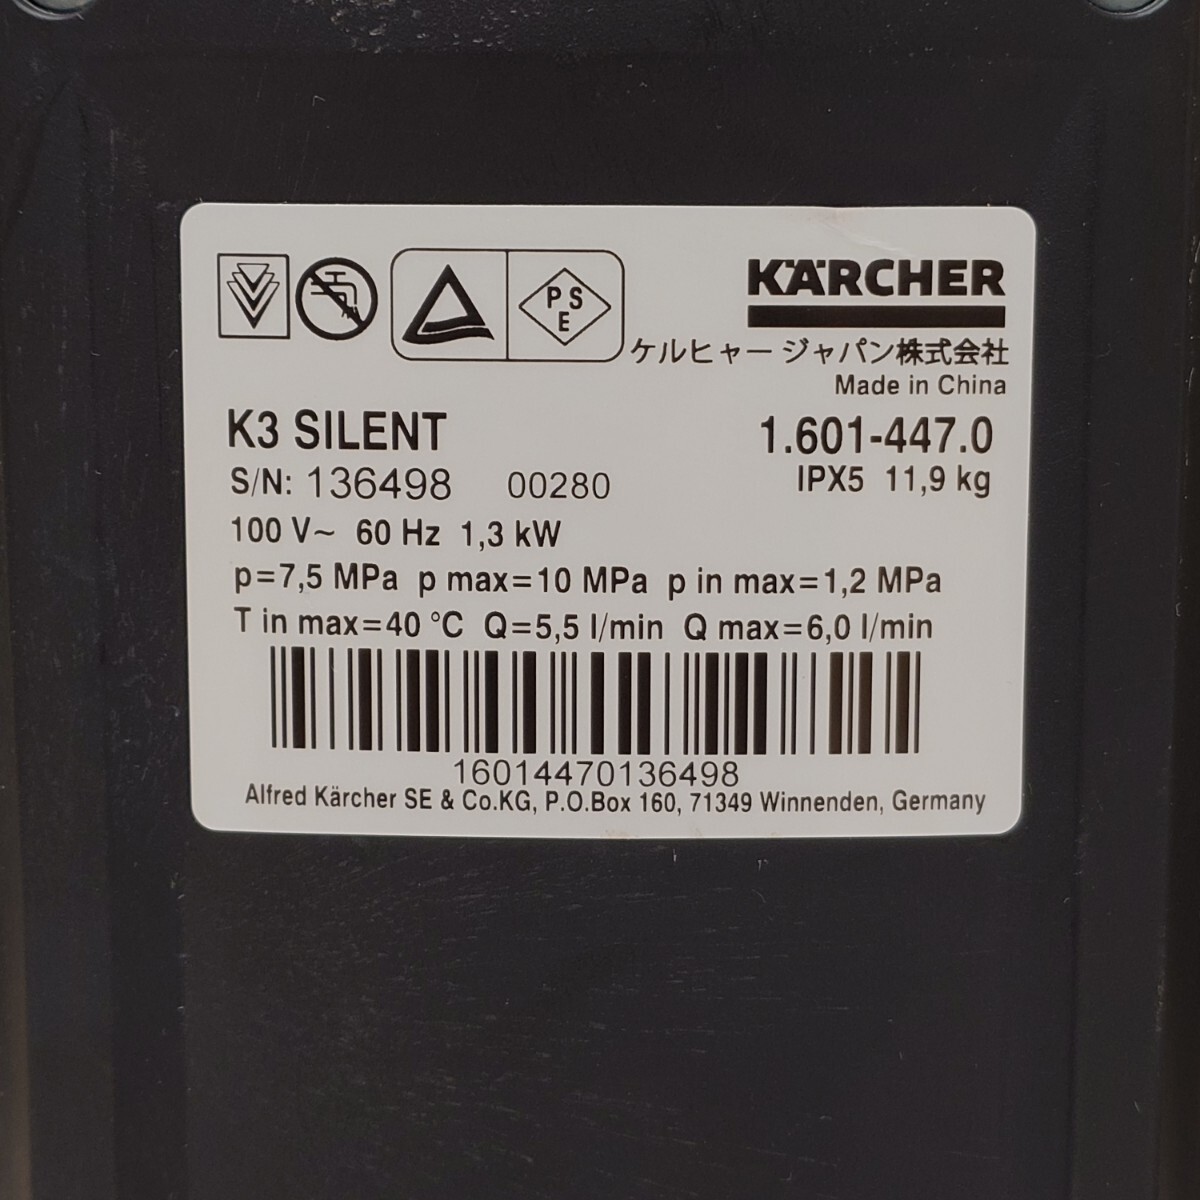 PSE
KÄRCHER
ケルヒャー ジャパン株式会社
Made in China
K3 SILENT 1.601-447.0
S/N: 136498 00280 IPX5 11,9 kg
100 V~ 60 Hz 1,3 kW
p=7,5 MPa p max=10 MPa p in max=1,2 MPa
T in max=40 °C Q=5,5 l/min Q max=6,0 l/min
16014470136498
Alfred Kärcher SE & Co.KG, P.O.Box 160, 71349 Winnenden, Germany